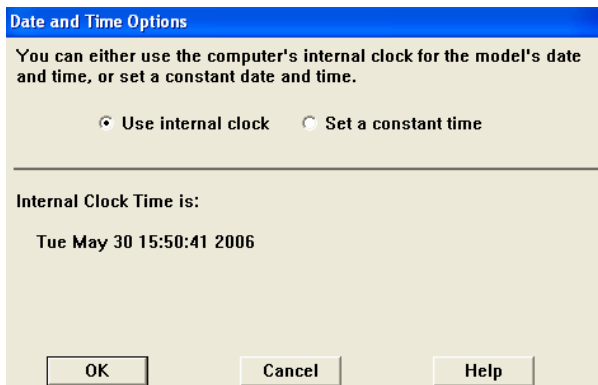 Date and Time Options
You can either use the computer's internal clock for the model's date
and time, or set a constant date and time.
Use internal clock Set a constant time
Internal Clock Time is:
Tue May 30 15:50:41 2006
OK Cancel Help